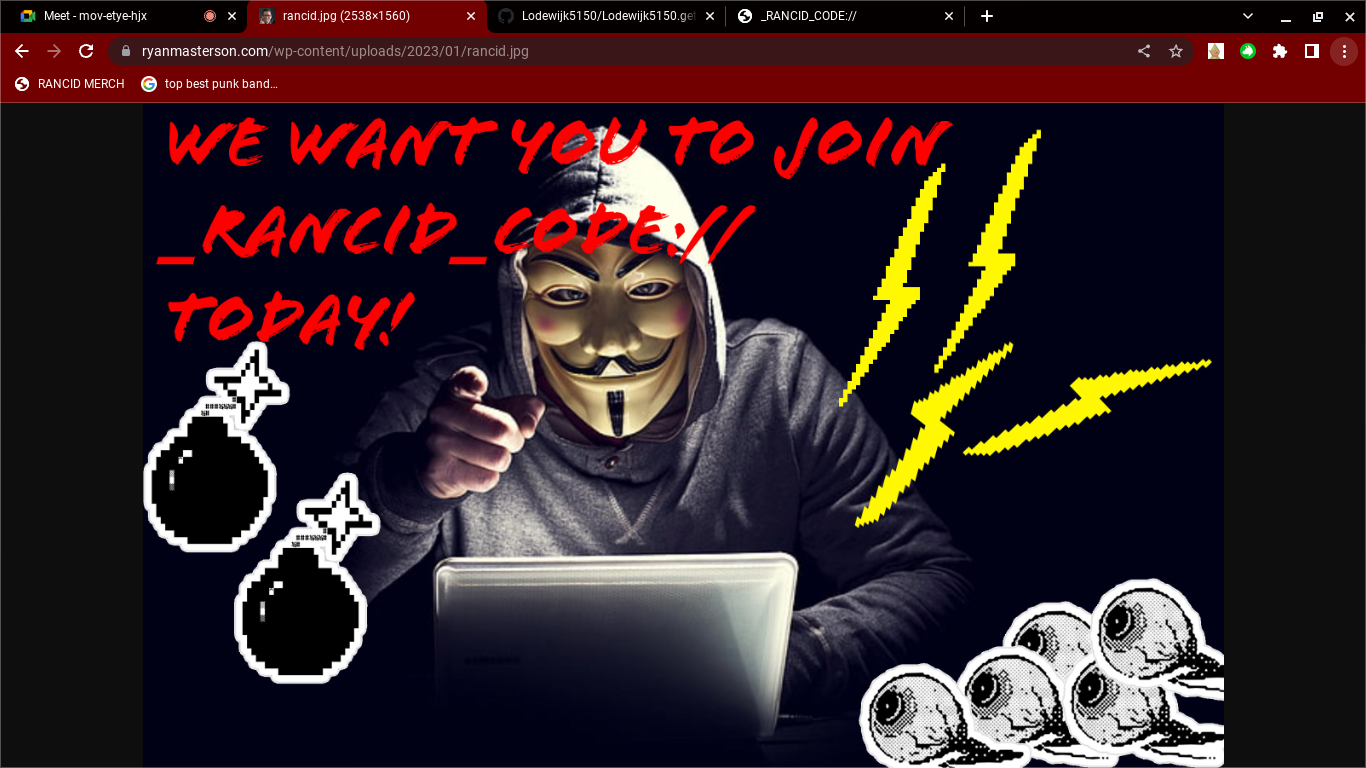 Meet - mov-etye-hjx
rancid.jpg (2538×1560)
Lodewijk5150/Lodewijk5150.get
_RANCID_CODE://
ryanmasterson.com/wp-content/uploads/2023/01/rancid.jpg
RANCID MERCH
top best punk band...
WE WANT YOU TO JOIN
_RANCID_CODE://
TODAY!